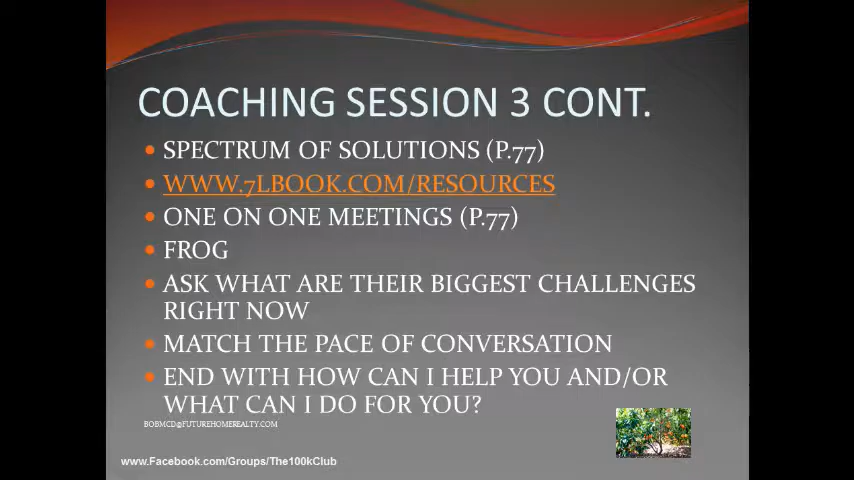 COACHING SESSION 3 CONT.
SPECTRUM OF SOLUTIONS (P.77)
WWW.7LBOOK.COM/RESOURCES
ONE ON ONE MEETINGS (P.77)
FROG
ASK WHAT ARE THEIR BIGGEST CHALLENGES
RIGHT NOW
MATCH THE PACE OF CONVERSATION
END WITH HOW CAN I HELP YOU AND/OR
WHAT CAN I DO FOR YOU?
BOBMCD@FUTUREHOMEREALTY.COM
www.Facebook.com/Groups/The100kClub